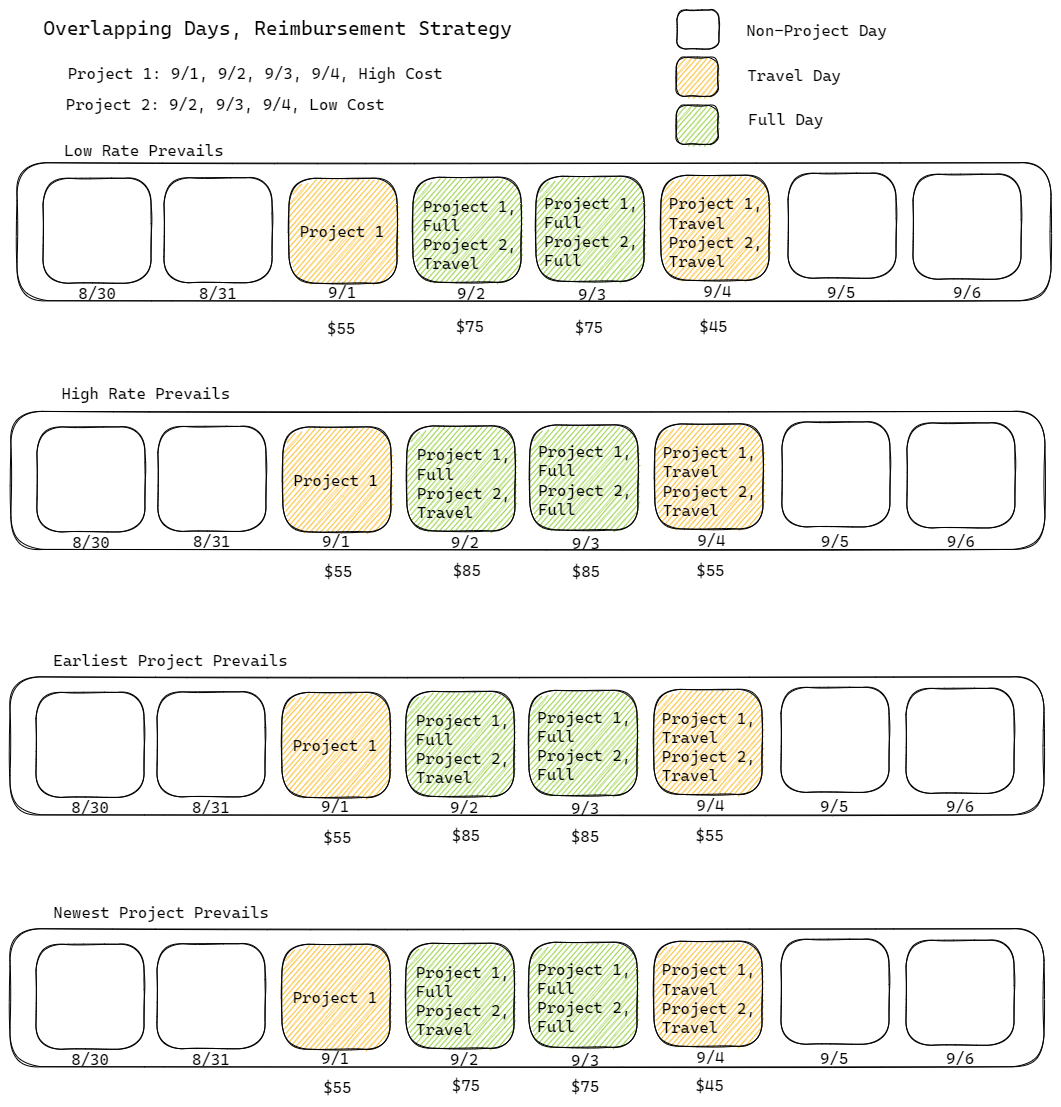 Overlapping Days, Reimbursement Strategy
Project 1: 9/1, 9/2, 9/3, 9/4, High Cost
Project 2: 9/2, 9/3, 9/4, Low Cost
Non-Project Day
Travel Day
Full Day
Low Rate Prevails
Project 1
Project 1,
Full
Project 2,
Travel
Project 1,
Full
Project 2,
Full
Project 1,
Travel
Project 2,
Travel
8/30
8/31
9/1
9/2
9/3
9/4
9/5
9/6
$55
$75
$75
$45
High Rate Prevails
Project 1
Project 1,
Full
Project 2,
Travel
Project 1,
Full
Project 2,
Full
Project 1,
Travel
Project 2,
Travel
8/30
8/31
9/1
9/2
9/3
9/4
9/5
9/6
$55
$85
$85
$55
Earliest Project Prevails
Project 1
Project 1,
Full
Project 2,
Travel
Project 1,
Full
Project 2,
Full
Project 1,
Travel
Project 2,
Travel
8/30
8/31
9/1
9/2
9/3
9/4
9/5
9/6
$55
$85
$85
$55
Newest Project Prevails
Project 1
Project 1,
Full
Project 2,
Travel
Project 1,
Full
Project 2,
Full
Project 1,
Travel
Project 2,
Travel
8/30
8/31
9/1
9/2
9/3
9/4
9/5
9/6
$55
$75
$75
$45